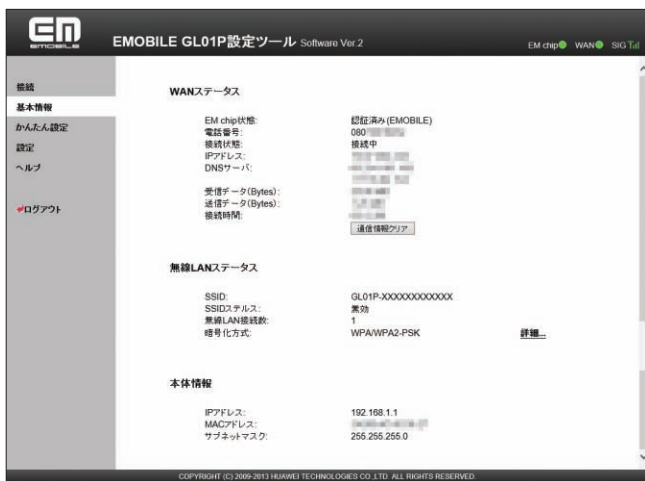 EM
EMOBILE
EMOBILE GL01P設定ツール Software Ver.2
EM chip WAN SIG
接続
基本情報
かんたん設定
設定
ヘルプ
ログアウト
WANステータス
EM chip状態: 認証済み(EMOBILE)
電話番号: 080
接続状態: 接続中
IPアドレス:
DNSサーバ:
受信データ(Bytes):
送信データ(Bytes):
接続時間:
通信情報クリア
無線LANステータス
SSID: GL01P-XXXXXXXXXXXX
SSIDステルス: 無効
無線LAN接続数: 1
暗号化方式: WPA/WPA2-PSK 詳細...
本体情報
IPアドレス: 192.168.1.1
MACアドレス:
サブネットマスク: 255.255.255.0
COPYRIGHT (C) 2009-2013 HUAWEI TECHNOLOGIES CO.,LTD. ALL RIGHTS RESERVED.